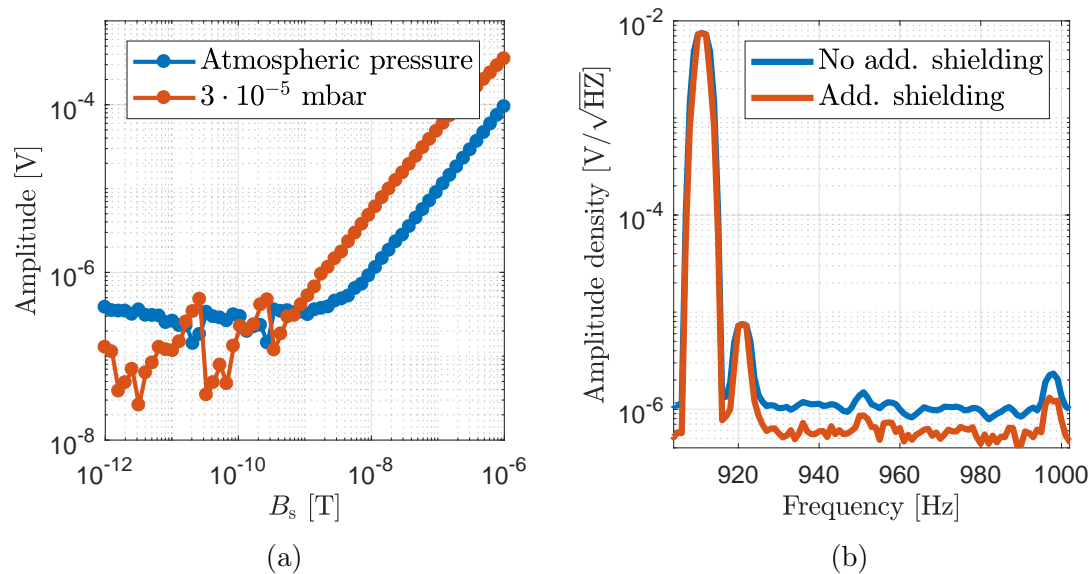 Atmospheric pressure
3 · 10⁻⁵ mbar
10⁻⁴
10⁻⁶
10⁻⁸
Amplitude [V]
10⁻¹² 10⁻¹⁰ 10⁻⁸ 10⁻⁶
Bₛ [T]
(a)
No add. shielding
Add. shielding
10⁻²
10⁻⁴
10⁻⁶
Amplitude density [V/√HZ]
920 940 960 980 1000
Frequency [Hz]
(b)